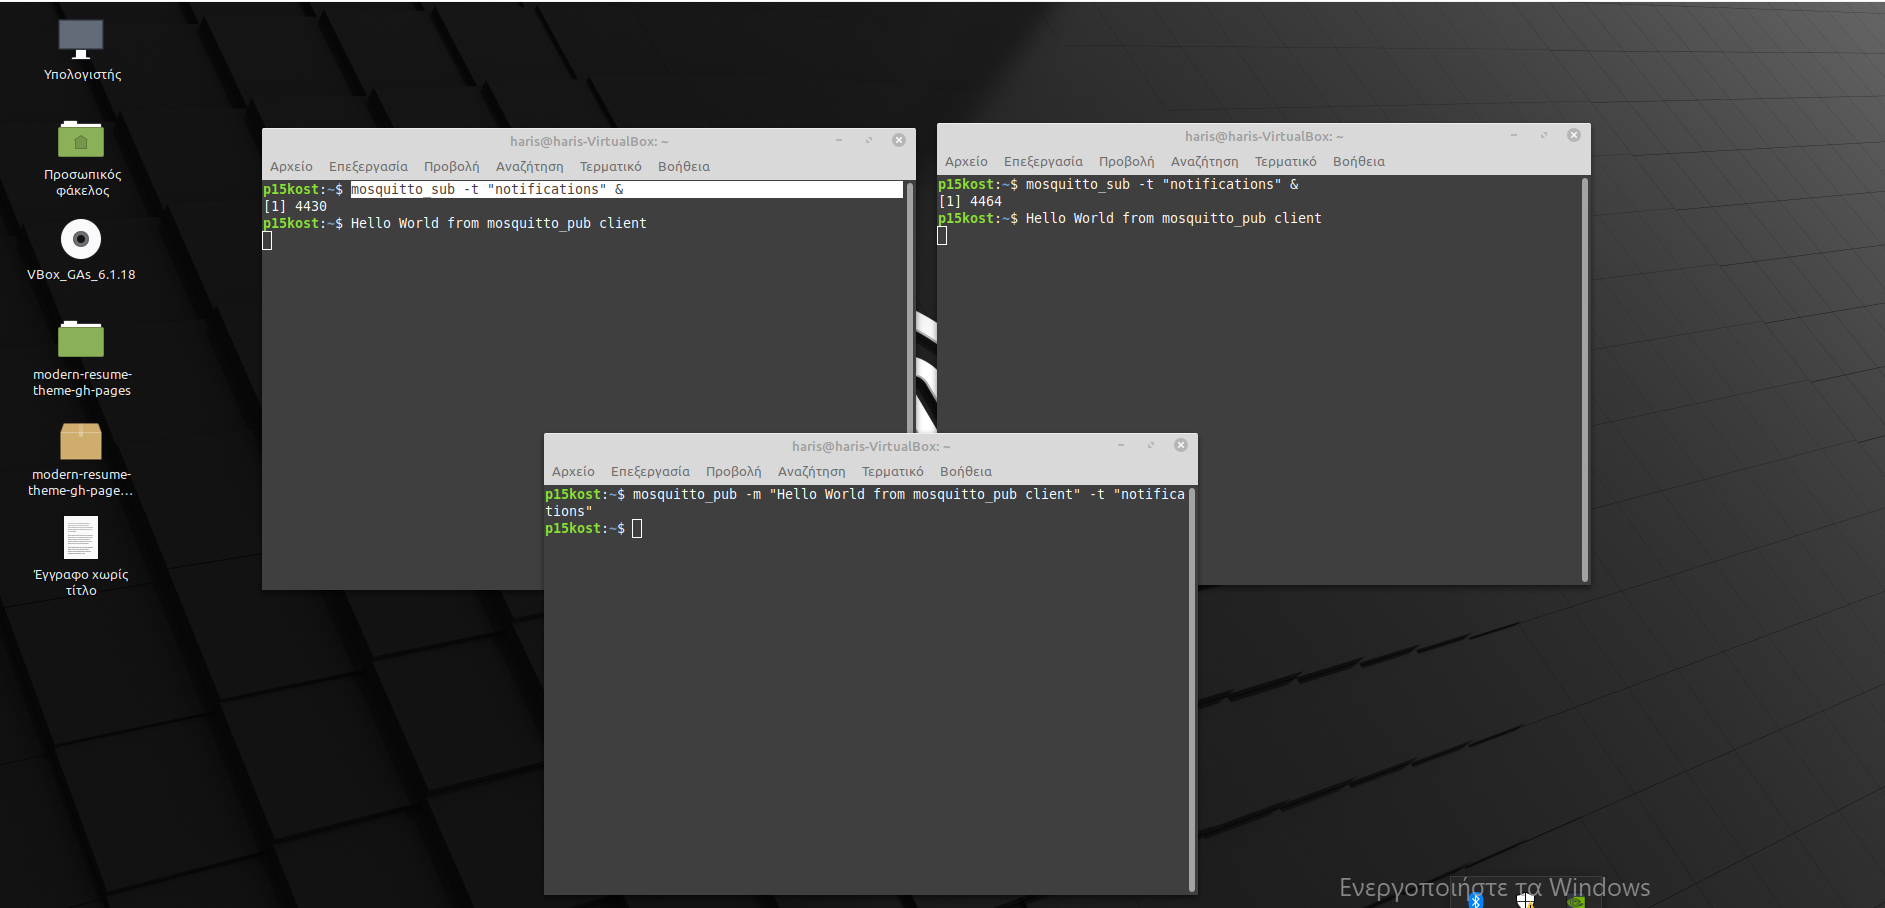 Υπολογιστής
Προσωπικός
φάκελος
VBox_GAs_6.1.18
modern-resume-
theme-gh-pages
modern-resume-
theme-gh-page...
Έγγραφο χωρίς
τίτλο
haris@haris-VirtualBox: ~
Αρχείο Επεξεργασία Προβολή Αναζήτηση Τερματικό Βοήθεια
p15kost:~$ mosquitto_sub -t "notifications" &
[1] 4430
p15kost:~$ Hello World from mosquitto_pub client
haris@haris-VirtualBox: ~
Αρχείο Επεξεργασία Προβολή Αναζήτηση Τερματικό Βοήθεια
p15kost:~$ mosquitto_sub -t "notifications" &
[1] 4464
p15kost:~$ Hello World from mosquitto_pub client
haris@haris-VirtualBox: ~
Αρχείο Επεξεργασία Προβολή Αναζήτηση Τερματικό Βοήθεια
p15kost:~$ mosquitto_pub -m "Hello World from mosquitto_pub client" -t "notifica
tions"
p15kost:~$
Ενεργοποιήστε τα Windows